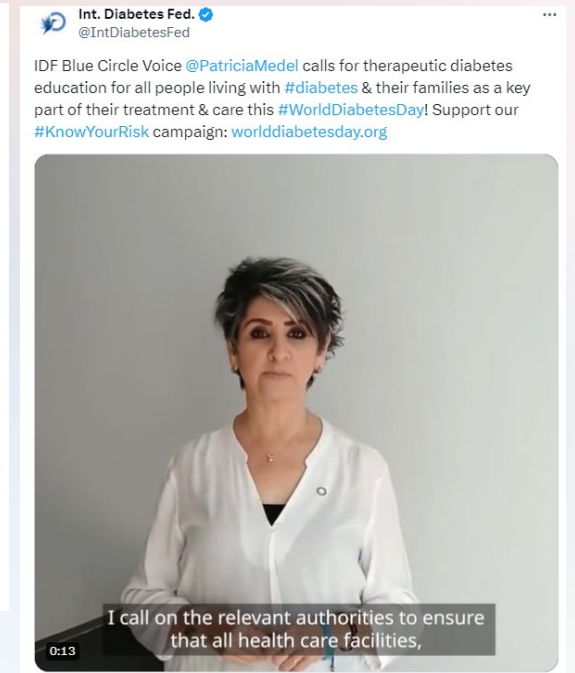 Int. Diabetes Fed.
@IntDiabetesFed
IDF Blue Circle Voice @PatriciaMedel calls for therapeutic diabetes
education for all people living with #diabetes & their families as a key
part of their treatment & care this #WorldDiabetesDay! Support our
#KnowYourRisk campaign: worlddiabetesday.org
I call on the relevant authorities to ensure
that all health care facilities,
0:13